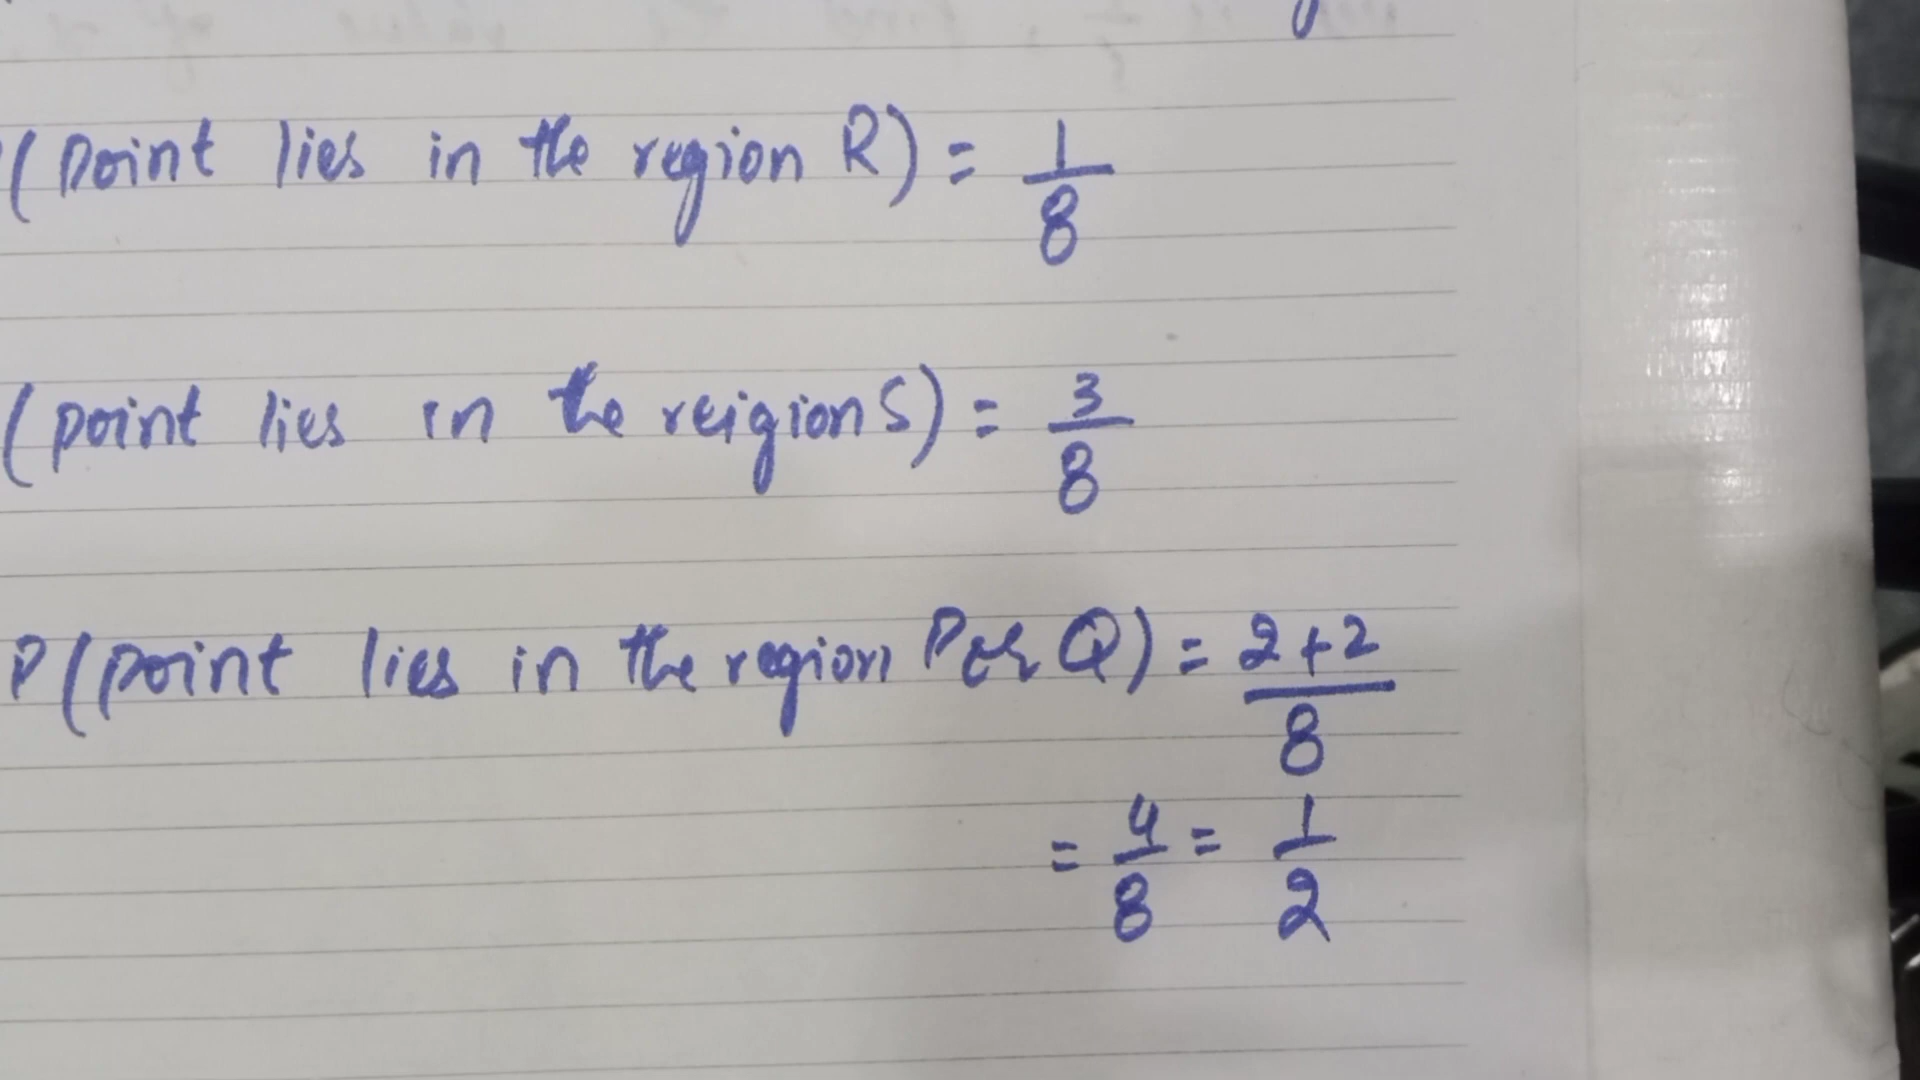 (Point lies in the region R) = 1/8
(point lies in the reigion S) = 3/8
P(point lies in the region P or Q) = 2+2/8
= 4/8 = 1/2